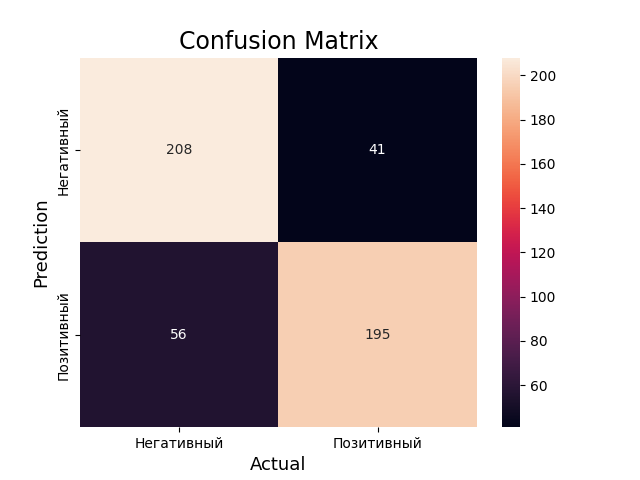 Confusion Matrix
Prediction
Негативный
208
41
Позитивный
56
195
Негативный
Позитивный
Actual
200
180
160
140
120
100
80
60